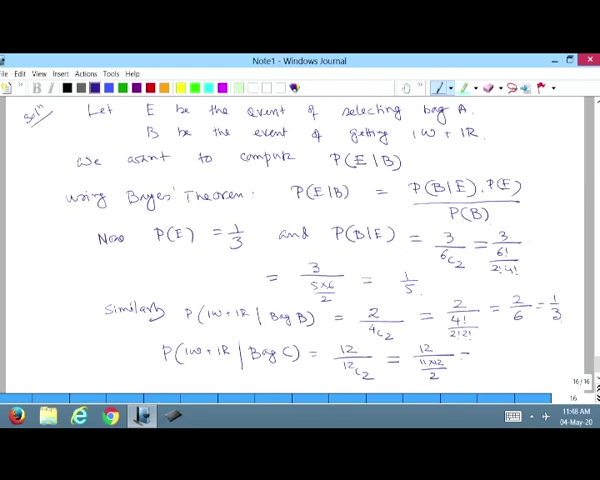 Note1 - Windows Journal
File Edit View Insert Actions Tools Help
Soln Let E be the event of selecting bag A.
B be the event of getting 1W + 1R.
We want to compute P(E|B)
Using Bayes' Theorem: P(E|B) = P(B|E) . P(E) / P(B)
Now P(E) = 1/3 and P(B|E) = 3/6C2 = 3/(6!/2!4!)
= 3/(5×6/2) = 1/5.
Similarly P(1W+1R | Bag B) = 2/4C2 = 2/(4!/2!2!) = 2/6 = 1/3.
P(1W+1R | Bag C) = 12/12C2 = 12/(11×12/2) =
16/16
16
11:48 AM
04-May-20